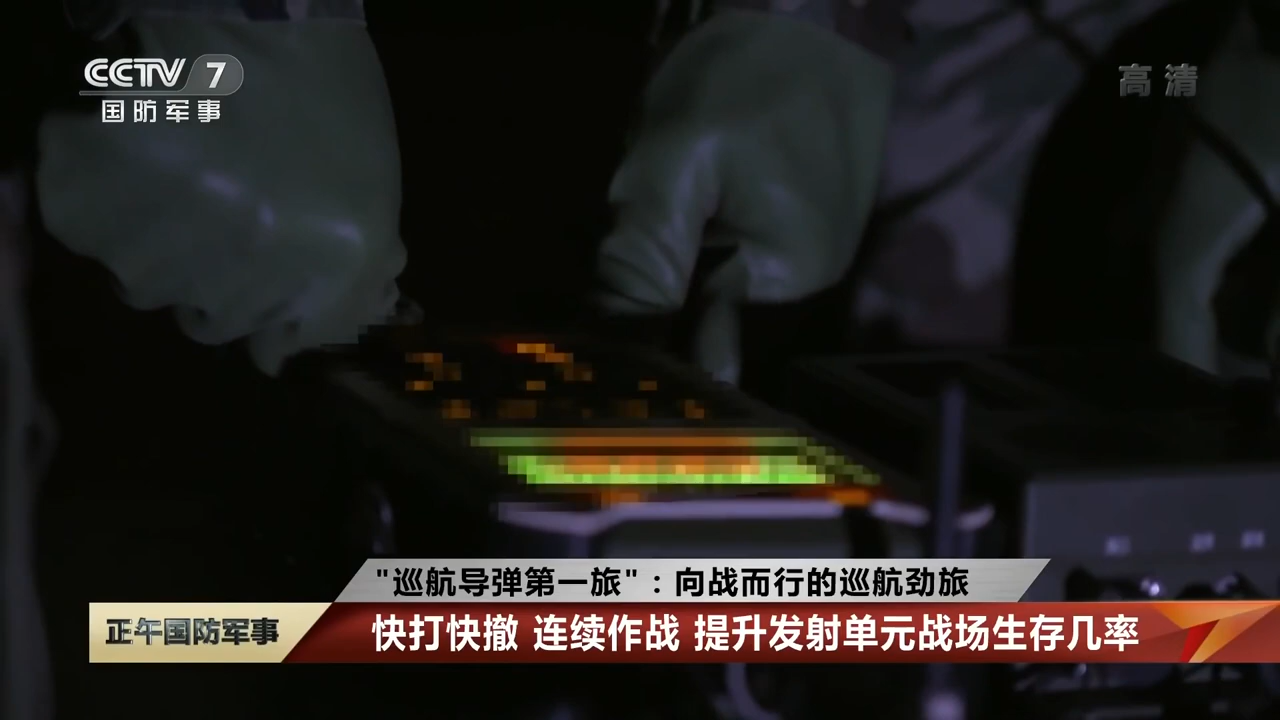 CCTV 7
国防军事
高清
"巡航导弹第一旅"：向战而行的巡航劲旅
正午国防军事
快打快撤 连续作战 提升发射单元战场生存几率